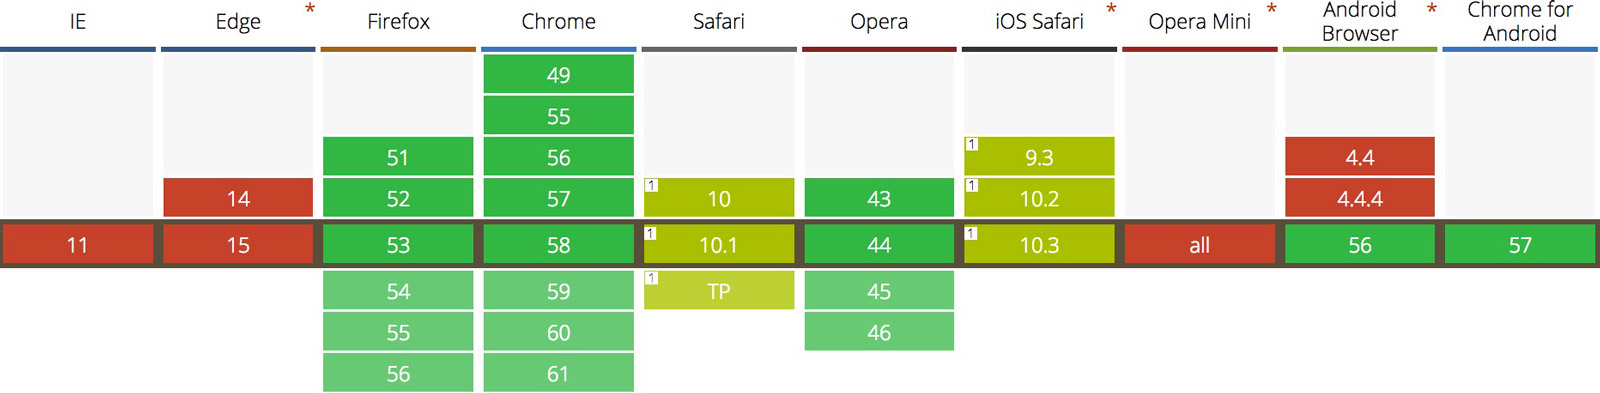 IE Edge * Firefox Chrome Safari Opera iOS Safari * Opera Mini * Android Browser * Chrome for Android
49
55
51 56 1 9.3 4.4
14 52 57 1 10 43 1 10.2 4.4.4
11 15 53 58 1 10.1 44 1 10.3 all 56 57
54 59 1 TP 45
55 60 46
56 61